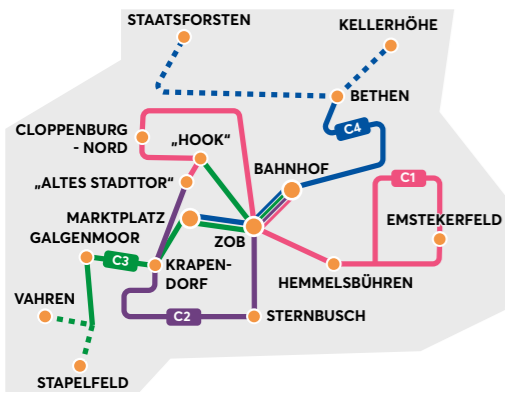 STAATSFORSTEN
KELLERHÖHE
BETHEN
C4
CLOPPENBURG
- NORD
„HOOK“
BAHNHOF
C1
„ALTES STADTTOR“
MARKTPLATZ
EMSTEKERFELD
GALGENMOOR
ZOB
C3
KRAPEN-
DORF
HEMMELSBÜHREN
VAHREN
C2
STERNBUSCH
STAPELFELD